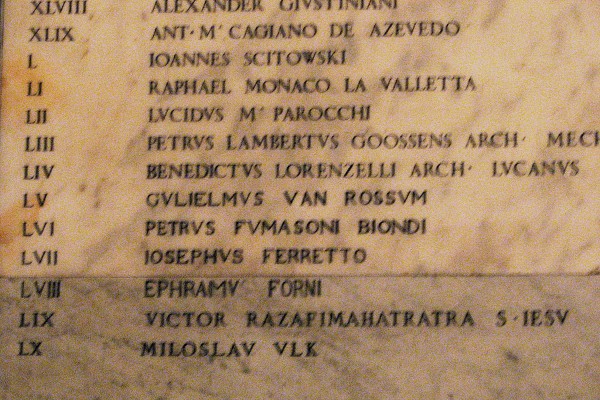 XLVIII ALEXANDER GIVSTINIANI
XLIX ANT· M' CAGIANO DE AZEVEDO
L IOANNES SCITOWSKI
LI RAPHAEL MONACO LA VALLETTA
LII LVCIDVS M' PAROCCHI
LIII PETRVS LAMBERTVS GOOSSENS ARCH· MECH
LIV BENEDICTVS LORENZELLI ARCH· LVCANVS
LV GVLIELMVS VAN ROSSVM
LVI PETRVS FVMASONI BIONDI
LVII IOSEPHVS FERRETTO
LVIII EPHRAMV' FORNI
LIX VICTOR RAZAFIMAHATRATRA S·IESV
LX MILOSLAV VLK